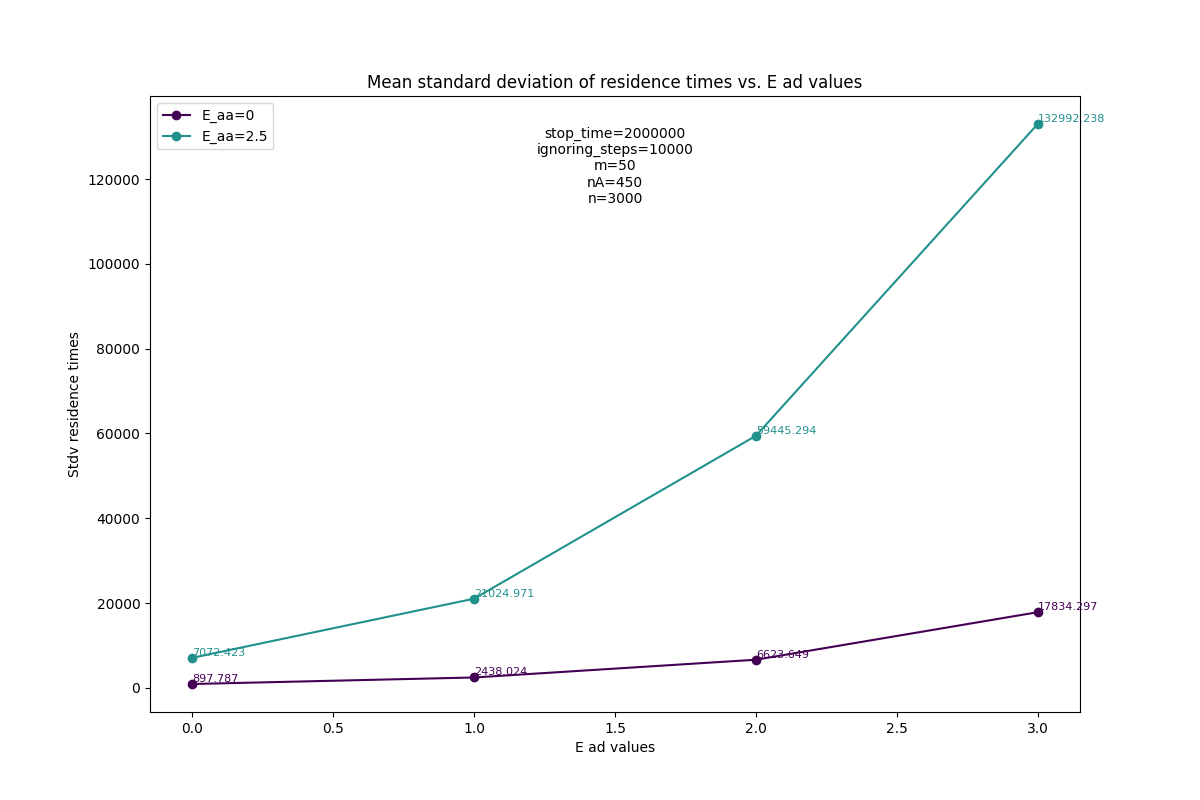 Mean standard deviation of residence times vs. E ad values
E_aa=0
E_aa=2.5
stop_time=2000000
ignoring_steps=10000
m=50
nA=450
n=3000
132992.238
59445.294
21024.971
7072.423
17834.297
6623.649
2438.024
897.787
120000
100000
80000
60000
40000
20000
0
Stdv residence times
0.0 0.5 1.0 1.5 2.0 2.5 3.0
E ad values